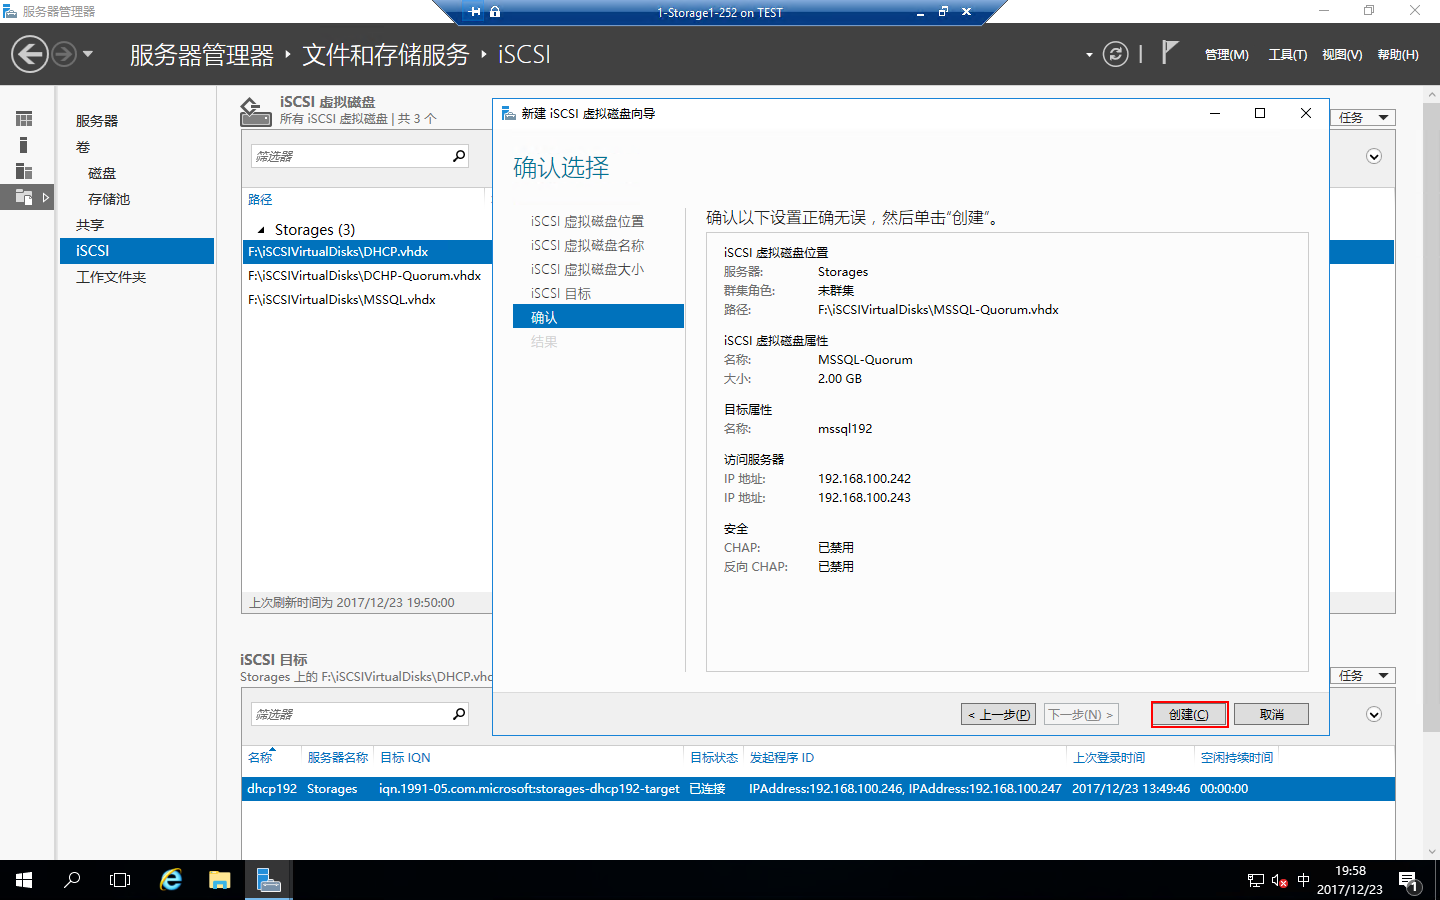 服务器管理器
1-Storage1-252 on TEST
服务器管理器 ‣ 文件和存储服务 ‣ iSCSI
管理(M) 工具(T) 视图(V) 帮助(H)
服务器
卷
磁盘
存储池
共享
iSCSI
工作文件夹
iSCSI 虚拟磁盘
所有 iSCSI 虚拟磁盘 | 共 3 个
任务
筛选器
路径
Storages (3)
F:\iSCSIVirtualDisks\DHCP.vhdx
F:\iSCSIVirtualDisks\DCHP-Quorum.vhdx
F:\iSCSIVirtualDisks\MSSQL.vhdx
上次刷新时间为 2017/12/23 19:50:00
新建 iSCSI 虚拟磁盘向导
确认选择
iSCSI 虚拟磁盘位置
iSCSI 虚拟磁盘名称
iSCSI 虚拟磁盘大小
iSCSI 目标
确认
结果
确认以下设置正确无误，然后单击“创建”。
iSCSI 虚拟磁盘位置
服务器: Storages
群集角色: 未群集
路径: F:\iSCSIVirtualDisks\MSSQL-Quorum.vhdx
iSCSI 虚拟磁盘属性
名称: MSSQL-Quorum
大小: 2.00 GB
目标属性
名称: mssql192
访问服务器
IP 地址: 192.168.100.242
IP 地址: 192.168.100.243
安全
CHAP: 已禁用
反向 CHAP: 已禁用
< 上一步(P) 下一步(N) > 创建(C) 取消
iSCSI 目标
Storages 上的 F:\iSCSIVirtualDisks\DHCP.vhd
任务
筛选器
名称 服务器名称 目标 IQN 目标状态 发起程序 ID 上次登录时间 空闲持续时间
dhcp192 Storages iqn.1991-05.com.microsoft:storages-dhcp192-target 已连接 IPAddress:192.168.100.246, IPAddress:192.168.100.247 2017/12/23 13:49:46 00:00:00
中
19:58
2017/12/23
1